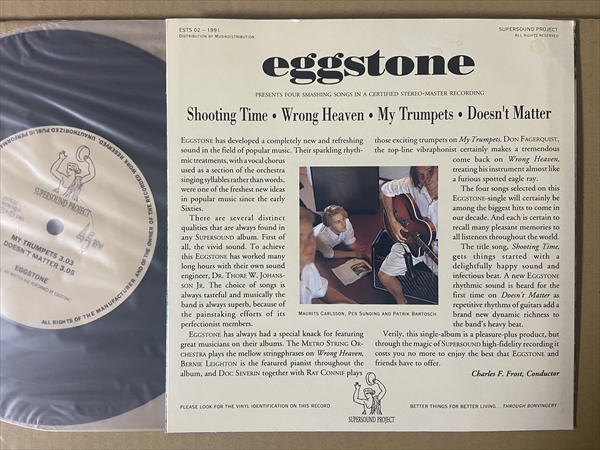 ESTS 02 – 1991
DISTRIBUTION BY MUSIKDISTRIBUTION
SUPERSOUND PROJECT
ALL RIGHTS RESERVED
eggstone
PRESENTS FOUR SMASHING SONGS IN A CERTIFIED STEREO-MASTER RECORDING
Shooting Time • Wrong Heaven • My Trumpets • Doesn't Matter
EGGSTONE has developed a completely new and refreshing
sound in the field of popular music. Their sparkling rhyth-
mic treatments, with a vocal chorus
used as a section of the orchestra
singing syllables rather than words,
were one of the freshest new ideas
in popular music since the early
Sixties.
There are several distinct
qualities that are always found in
any SUPERSOUND album. First of
all, the vivid sound. To achieve
this EGGSTONE has worked many
long hours with their own sound
engineer, DR. THORE W. JOHANS-
SON JR. The choice of songs is
always tasteful and musically the
band is always superb, because of
the painstaking efforts of its
perfectionist members.
EGGSTONE has always had a special knack for featuring
great musicians on their albums. The METRO STRING OR-
CHESTRA plays the mellow stringphrases on Wrong Heaven,
BERNIE LEIGHTON is the featured pianist throughout the
album, and DOC SEVERIN together with RAY CONNIF plays
those exciting trumpets on My Trumpets. DON FAGERQUIST,
the top-line vibraphonist certainly makes a tremendous
come back on Wrong Heaven,
treating his instrument almost like
a furious spotted eagle ray.
The four songs selected on this
EGGSTONE-single will certainly be
among the biggest hits to come in
our decade. And each is certain to
recall many pleasant memories to
all listeners throughout the world.
The title song, Shooting Time,
gets things started with a
delightfully happy sound and
infectious beat. A new EGGSTONE
rhythmic sound is heard for the
first time on Doesn't Matter as
repetitive rhythms of guitars add a
brand new dynamic richness to
the band's heavy beat.
MAURITS CARLSSON, PER SUNDING AND PATRIK BARTOSCH.
Verily, this single-album is a pleasure-plus product, but
through the magic of SUPERSOUND high-fidelity recording it
costs you no more to enjoy the best that EGGSTONE and
friends have to offer.
Charles F. Frost, Conductor
PLEASE LOOK FOR THE VINYL IDENTIFICATION ON THIS RECORD.
SUPERSOUND PROJECT
BETTER THINGS FOR BETTER LIVING... THROUGH BONVINGERY.
SUPERSOUND PROJECT
MY TRUMPETS 3.03
DOESN'T MATTER 3.05
EGGSTONE
ALL RIGHTS OF THE MANUFACTURER AND OF THE OWNER OF THE RECORDED WORK RESERVED. UNAUTHORIZED PUBLIC PERFORMA